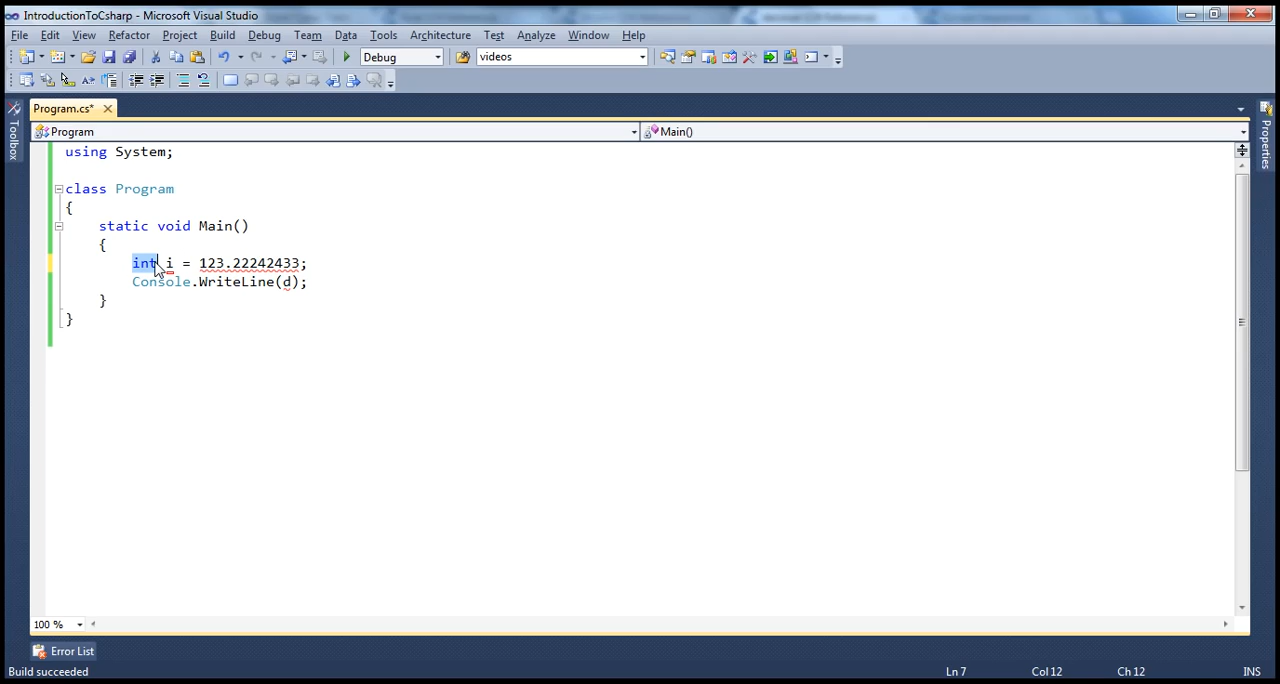 IntroductionToCsharp - Microsoft Visual Studio
File Edit View Refactor Project Build Debug Team Data Tools Architecture Test Analyze Window Help
Debug videos
Program.cs* Toolbox Properties
Program Main()
using System;
class Program
{
static void Main()
{
int i = 123.22242433;
Console.WriteLine(d);
}
}
100 %
Error List
Build succeeded Ln 7 Col 12 Ch 12 INS